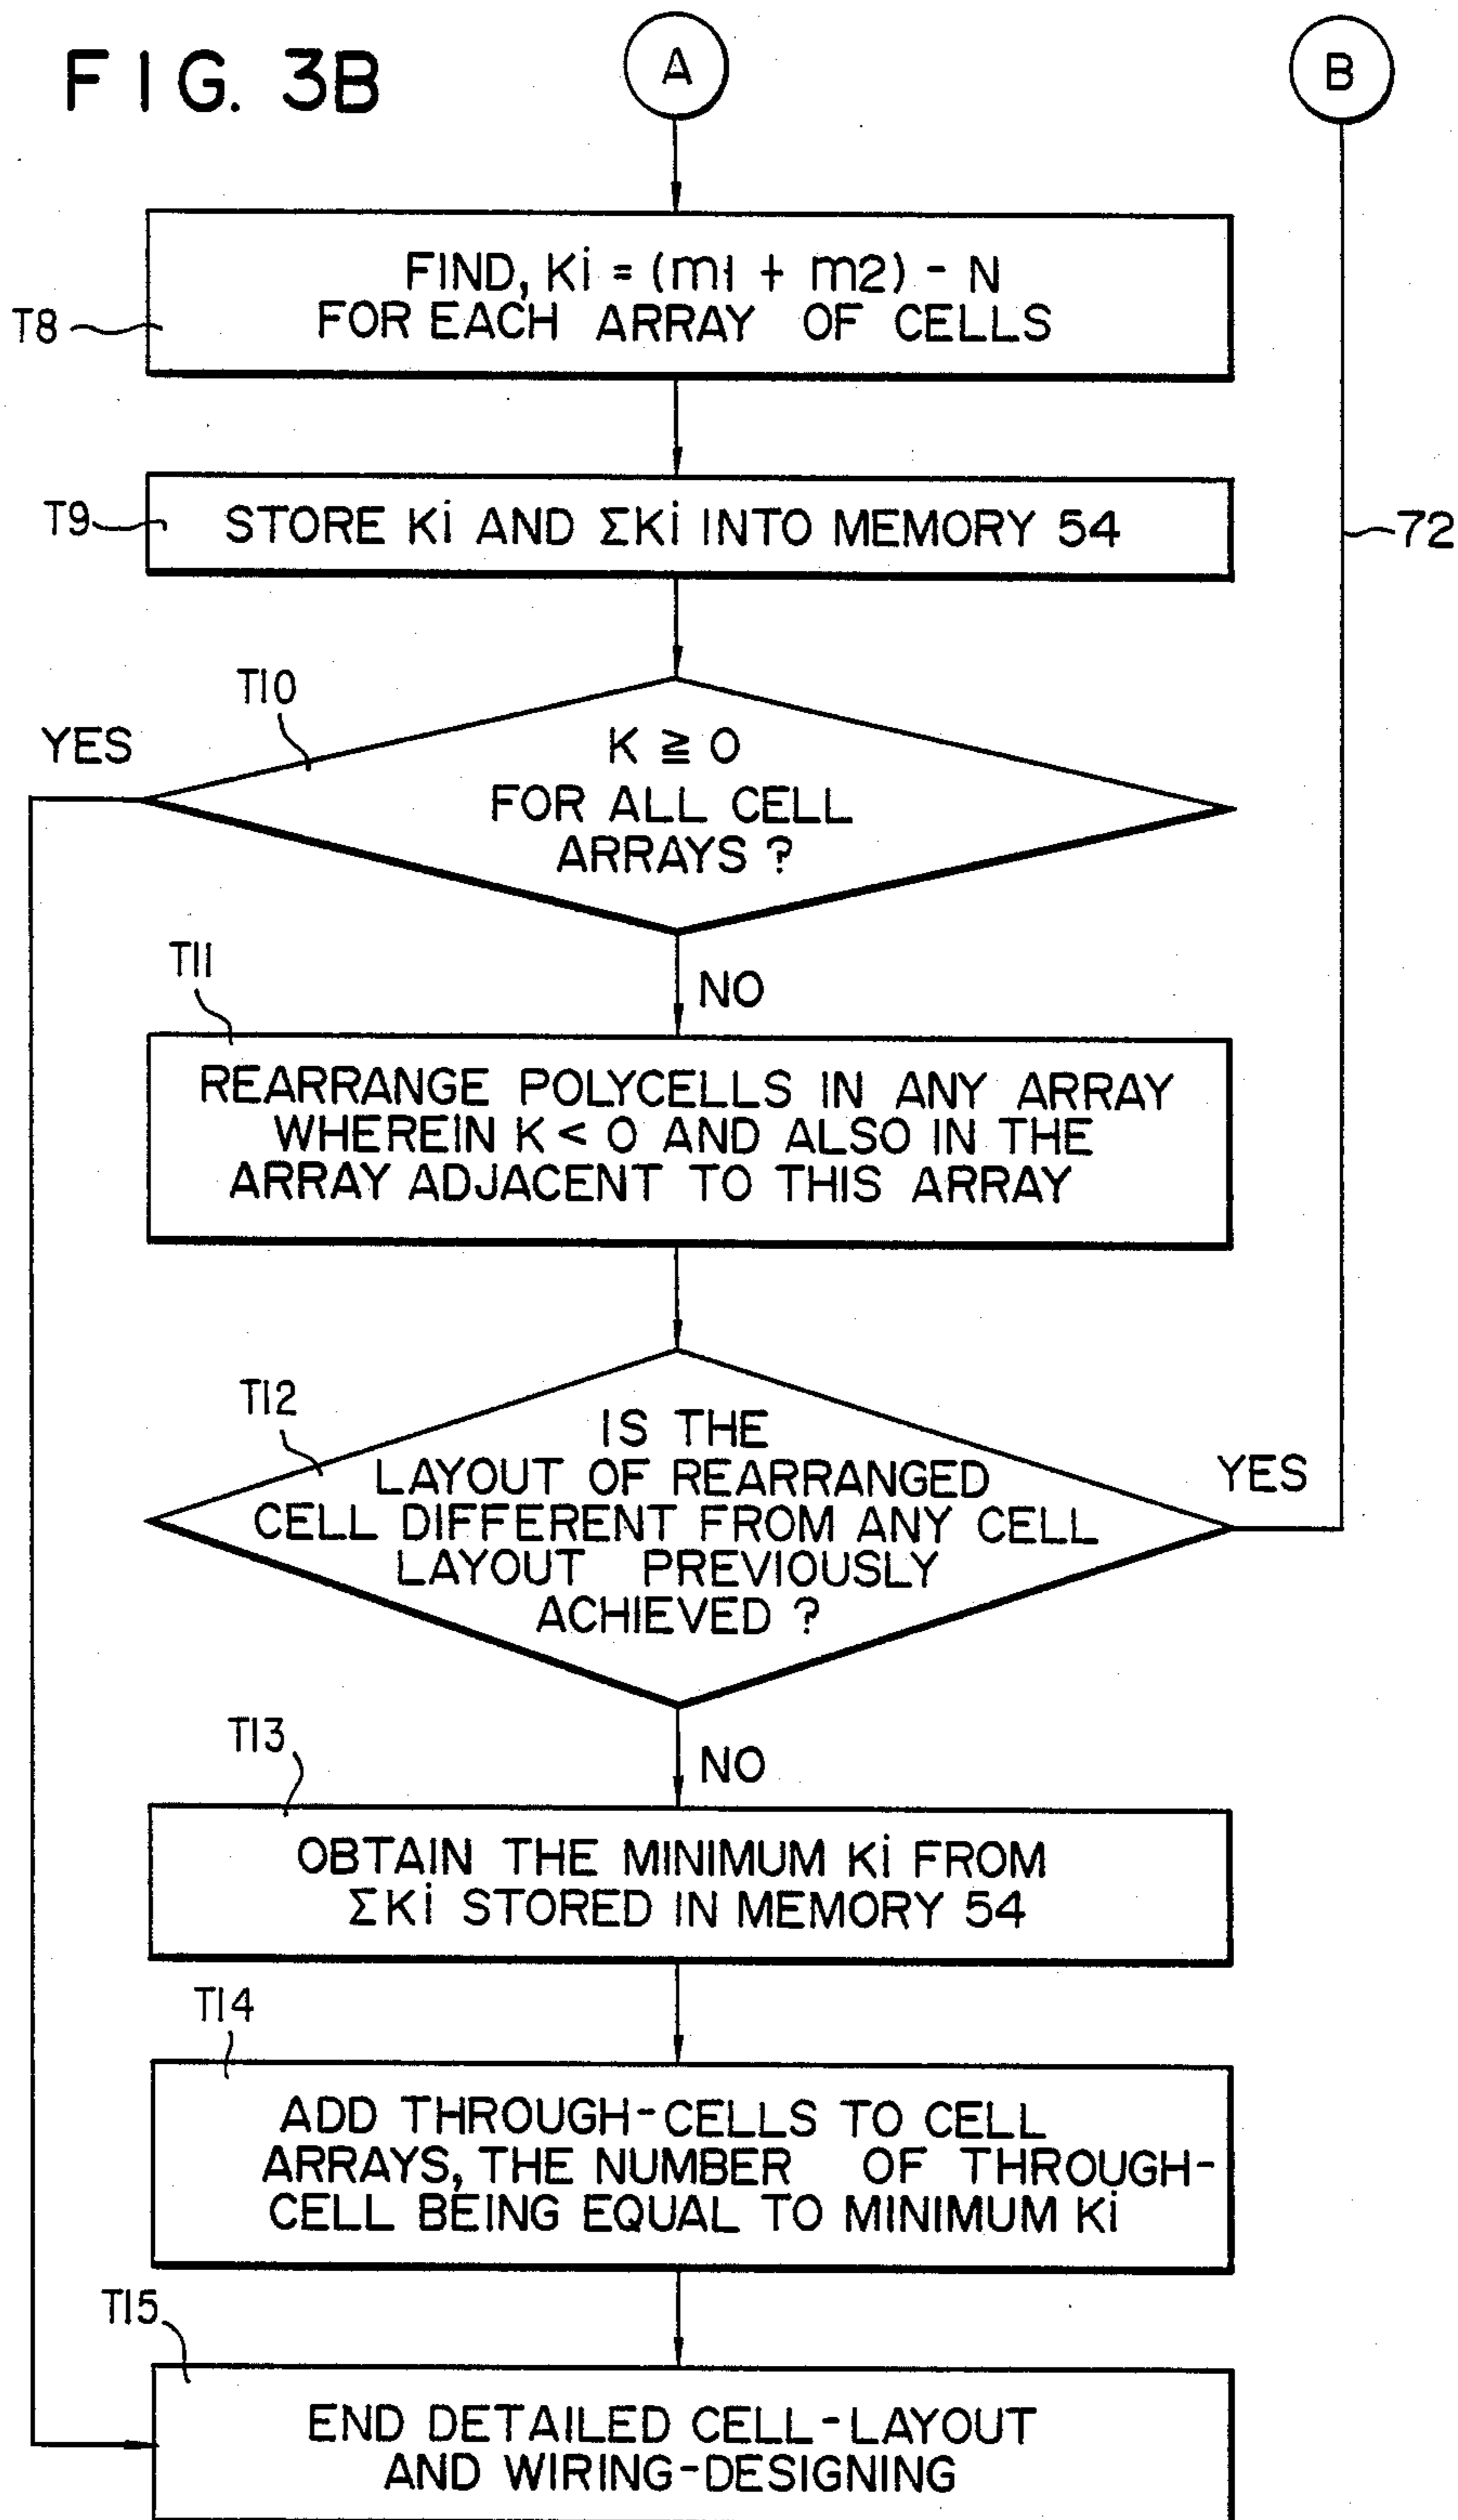 FIG. 3B
A
B
FIND, Ki = (m1 + m2) - N
FOR EACH ARRAY OF CELLS
T8
T9
STORE Ki AND ΣKi INTO MEMORY 54
72
T10
YES
K ≧ 0
FOR ALL CELL
ARRAYS ?
T11
NO
REARRANGE POLYCELLS IN ANY ARRAY
WHEREIN K < 0 AND ALSO IN THE
ARRAY ADJACENT TO THIS ARRAY
T12
IS THE
LAYOUT OF REARRANGED
CELL DIFFERENT FROM ANY CELL
LAYOUT PREVIOUSLY
ACHIEVED ?
YES
T13
NO
OBTAIN THE MINIMUM Ki FROM
ΣKi STORED IN MEMORY 54
T14
ADD THROUGH-CELLS TO CELL
ARRAYS, THE NUMBER OF THROUGH-
CELL BEING EQUAL TO MINIMUM Ki
T15
END DETAILED CELL-LAYOUT
AND WIRING-DESIGNING